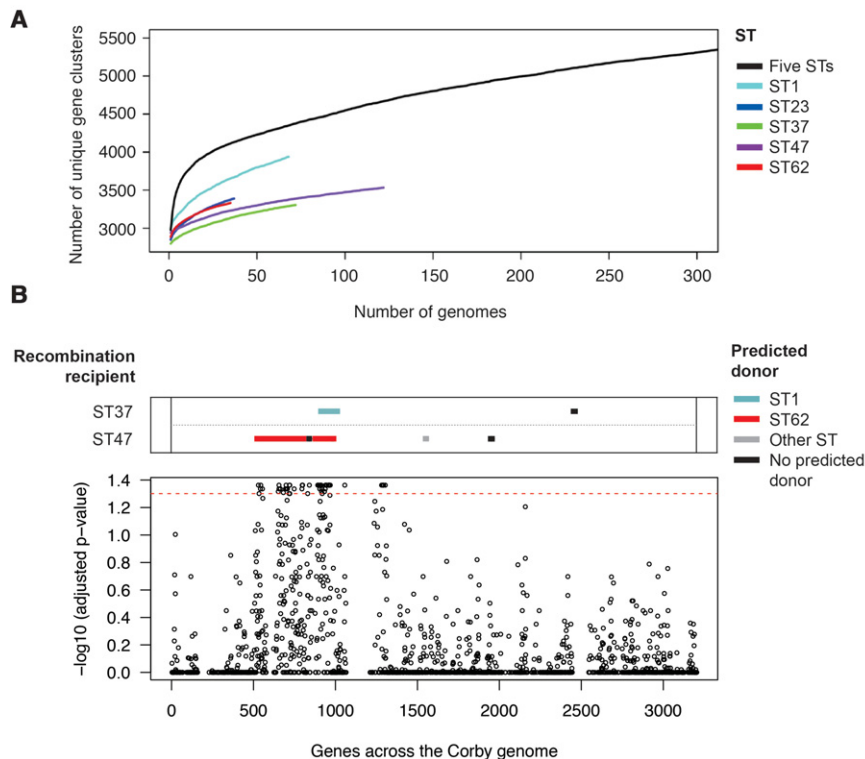 A
Number of unique gene clusters
5500
5000
4500
4000
3500
3000
0
50
100
150
200
250
300
Number of genomes
ST
Five STs
ST1
ST23
ST37
ST47
ST62
B
Recombination
recipient
ST37
ST47
Predicted
donor
ST1
ST62
Other ST
No predicted
donor
−log10 (adjusted p−value)
1.4
1.2
1.0
0.8
0.6
0.4
0.2
0.0
0
500
1000
1500
2000
2500
3000
Genes across the Corby genome